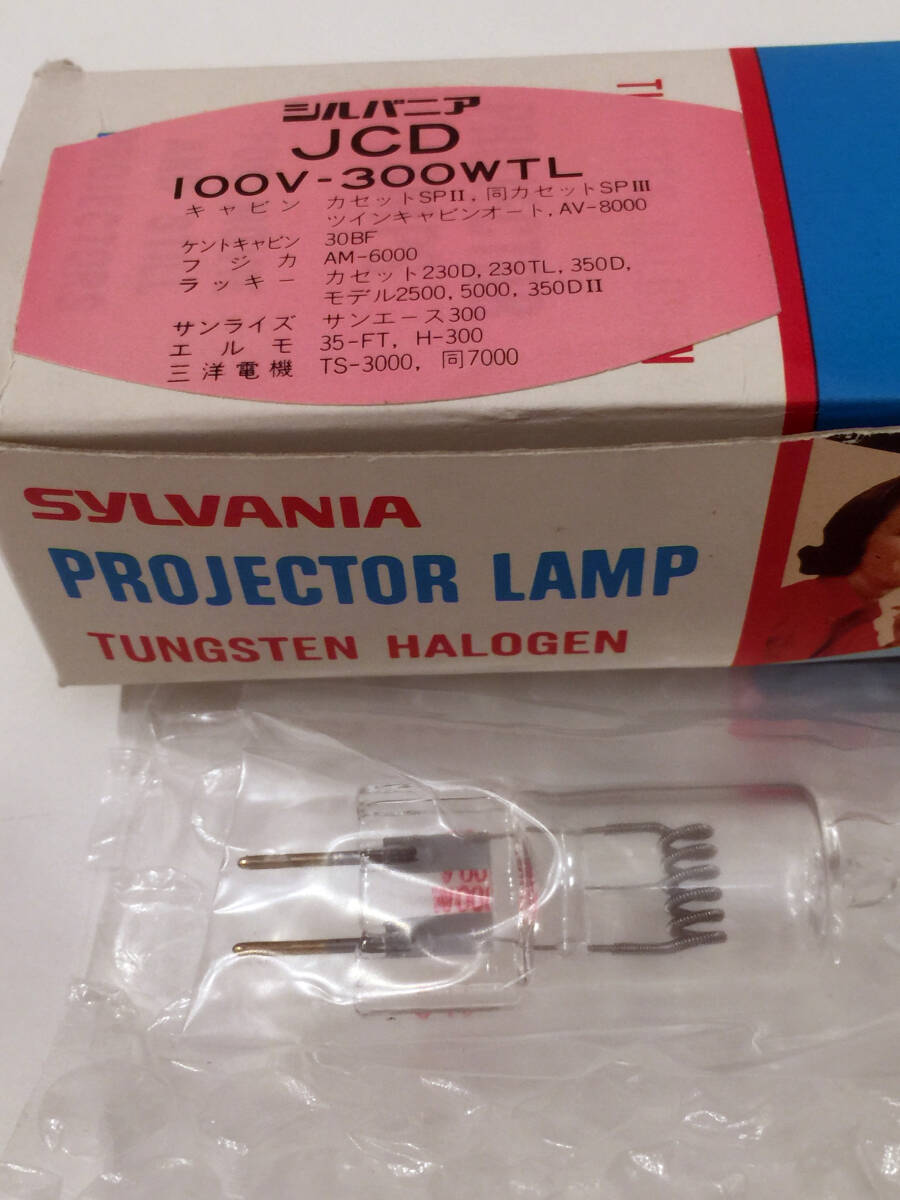 シルバニア
JCD
100V-300WTL
キャビン カセットSPII, 同カセットSPIII
ツインキャビンオート, AV-8000
ケントキャビン 30BF
フジカ AM-6000
ラッキー カセット230D, 230TL, 350D,
モデル2500, 5000, 350DII
サンライズ サンエース300
エルモ 35-FT, H-300
三洋電機 TS-3000, 同7000
SYLVANIA
PROJECTOR LAMP
TUNGSTEN HALOGEN